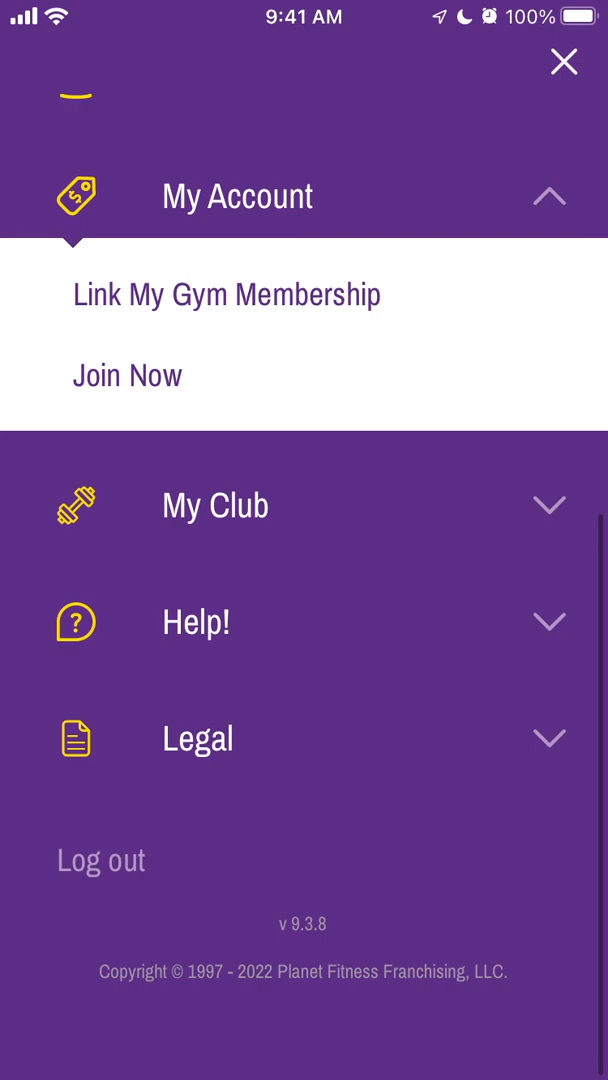 9:41 AM
100%
My Account
Link My Gym Membership
Join Now
My Club
Help!
Legal
Log out
v 9.3.8
Copyright © 1997 - 2022 Planet Fitness Franchising, LLC.